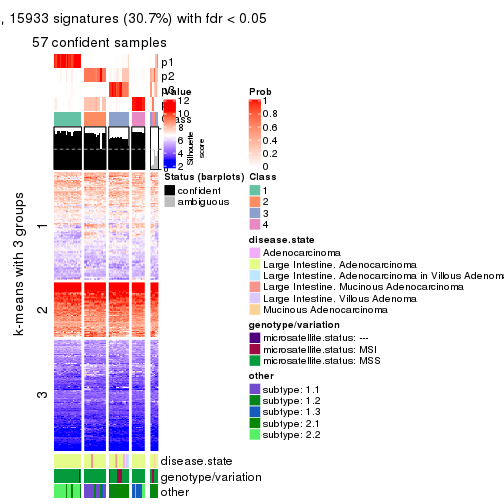 , 15933 signatures (30.7%) with fdr < 0.05
57 confident samples
p1
p2
Value
12
10
8
6
4
2
Prob
1
0.8
0.6
0.4
0.2
0
Silhouette
score
Status (barplots)
confident
ambiguous
Class
1
2
3
4
disease.state
Adenocarcinoma
Large Intestine. Adenocarcinoma
Large Intestine. Adenocarcinoma in Villous Adenom
Large Intestine. Mucinous Adenocarcinoma
Large Intestine. Villous Adenoma
Mucinous Adenocarcinoma
genotype/variation
microsatellite.status: ---
microsatellite.status: MSI
microsatellite.status: MSS
other
subtype: 1.1
subtype: 1.2
subtype: 1.3
subtype: 2.1
subtype: 2.2
k-means with 3 groups
1
2
3
disease.state
genotype/variation
other